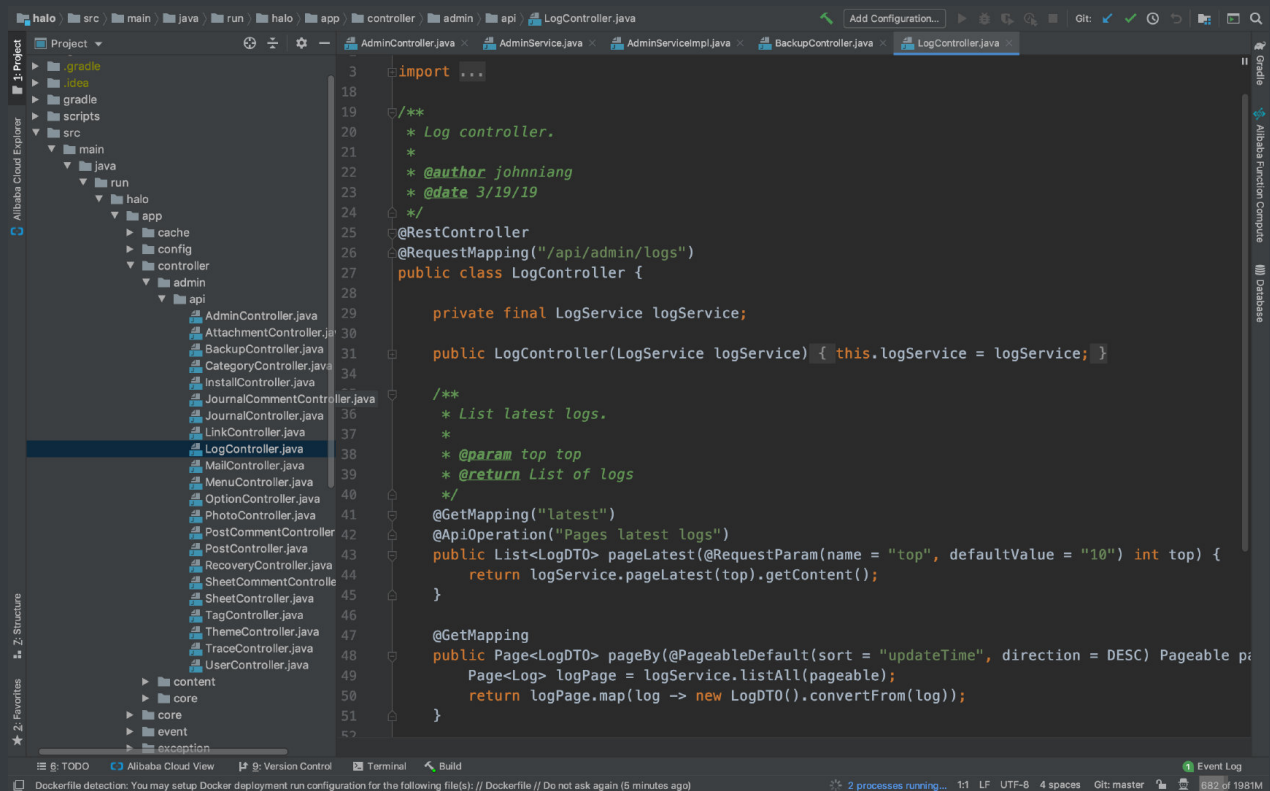 halo src main java run halo app controller admin api LogController.java Add Configuration... Git:
Project
AdminController.java AdminService.java AdminServiceImpl.java BackupController.java LogController.java
1: Project
Alibaba Cloud Explorer
Z: Structure
2: Favorites
.gradle
.idea
gradle
scripts
src
main
java
run
halo
app
cache
config
controller
admin
api
AdminController.java
AttachmentController.ja
BackupController.java
CategoryController.java
InstallController.java
JournalCommentController.java
JournalController.java
LinkController.java
LogController.java
MailController.java
MenuController.java
OptionController.java
PhotoController.java
PostCommentController
PostController.java
RecoveryController.java
SheetCommentControlle
SheetController.java
TagController.java
ThemeController.java
TraceController.java
UserController.java
content
core
core
event
exception
3 import ...
18
19 /**
20 * Log controller.
21 *
22 * @author johnniang
23 * @date 3/19/19
24 */
25 @RestController
26 @RequestMapping("/api/admin/logs")
27 public class LogController {
28
29 private final LogService logService;
30
31 public LogController(LogService logService) { this.logService = logService; }
34
/**
36 * List latest logs.
37 *
38 * @param top top
39 * @return List of logs
40 */
41 @GetMapping("latest")
42 @ApiOperation("Pages latest logs")
43 public List<LogDTO> pageLatest(@RequestParam(name = "top", defaultValue = "10") int top) {
44 return logService.pageLatest(top).getContent();
45 }
46
47 @GetMapping
48 public Page<LogDTO> pageBy(@PageableDefault(sort = "updateTime", direction = DESC) Pageable pa
49 Page<Log> logPage = logService.listAll(pageable);
50 return logPage.map(log -> new LogDTO().convertFrom(log));
51 }
52
Gradle
Alibaba Function Compute
Database
6: TODO Alibaba Cloud View 9: Version Control Terminal Build 1 Event Log
Dockerfile detection: You may setup Docker deployment run configuration for the following file(s): // Dockerfile // Do not ask again (5 minutes ago) 2 processes running... 1:1 LF UTF-8 4 spaces Git: master 682 of 1981M